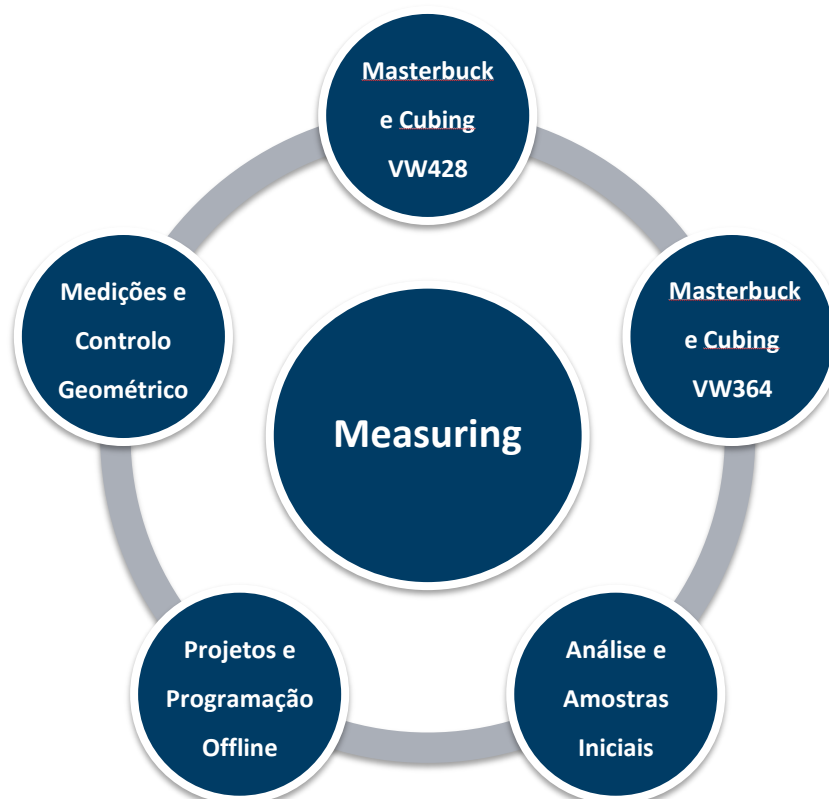 Masterbuck
e Cubing
VW428
Medições e
Controlo
Geométrico
Masterbuck
e Cubing
VW364
Measuring
Projetos e
Programação
Offline
Análise e
Amostras
Iniciais